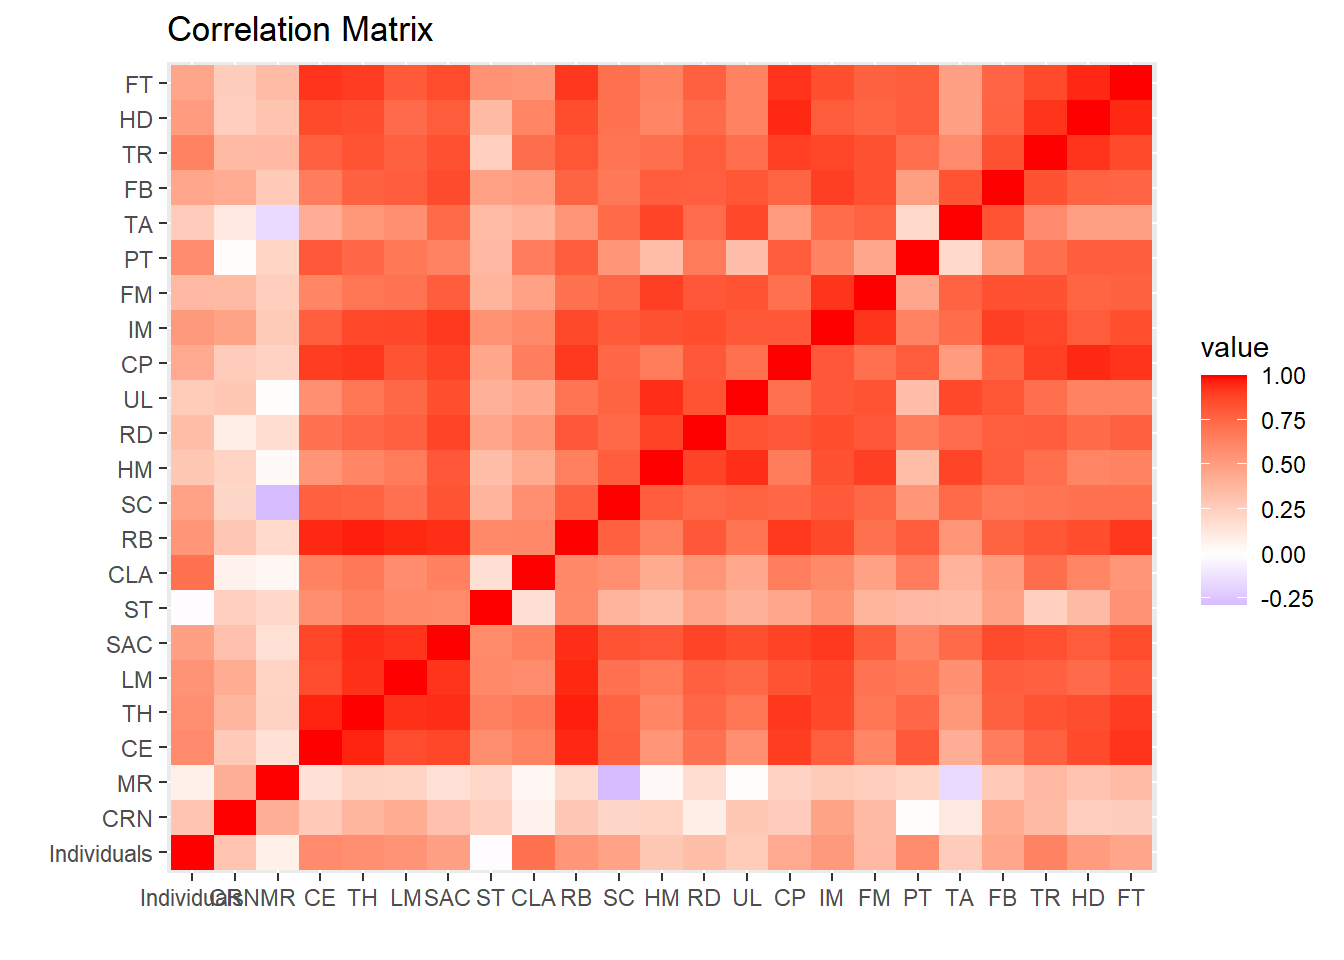 Correlation Matrix
FT
HD
TR
FB
TA
PT
FM
IM
CP
UL
RD
HM
SC
RB
CLA
ST
SAC
LM
TH
CE
MR
CRN
Individuals
Individuals CRN MR CE TH LM SAC ST CLA RB SC HM RD UL CP IM FM PT TA FB TR HD FT
value
1.00
0.75
0.50
0.25
0.00
-0.25